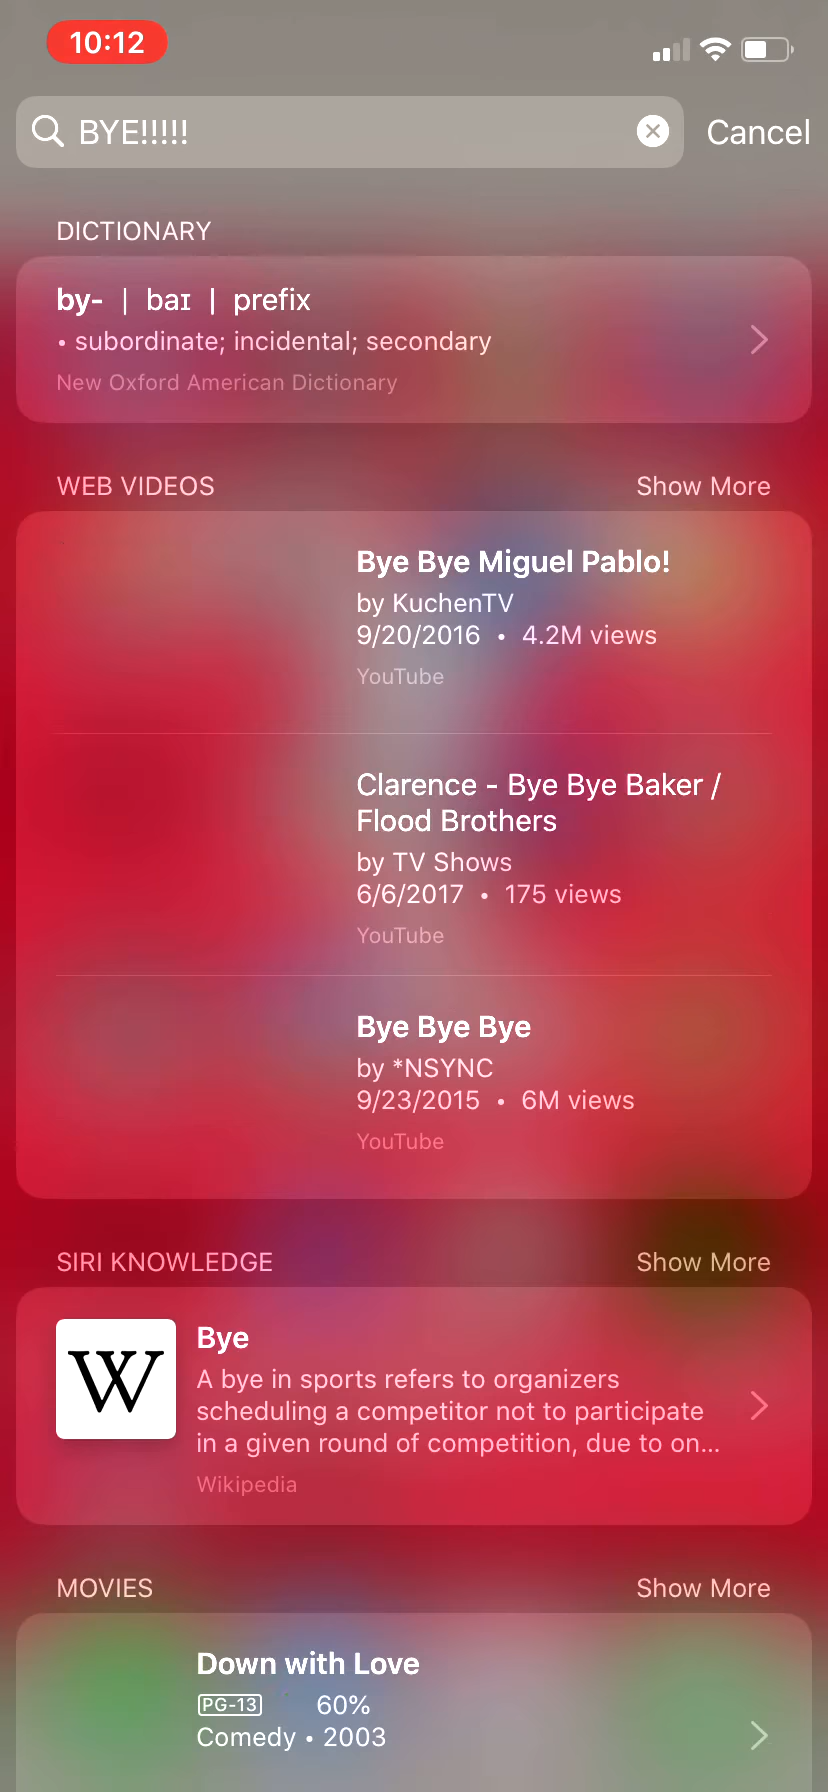 10:12
BYE!!!!!
Cancel
DICTIONARY
by- | baɪ | prefix
• subordinate; incidental; secondary
New Oxford American Dictionary
WEB VIDEOS
Show More
Bye Bye Miguel Pablo!
by KuchenTV
9/20/2016 • 4.2M views
YouTube
Clarence - Bye Bye Baker /
Flood Brothers
by TV Shows
6/6/2017 • 175 views
YouTube
Bye Bye Bye
by *NSYNC
9/23/2015 • 6M views
YouTube
SIRI KNOWLEDGE
Show More
W
Bye
A bye in sports refers to organizers
scheduling a competitor not to participate
in a given round of competition, due to on...
Wikipedia
MOVIES
Show More
Down with Love
PG-13 60%
Comedy • 2003